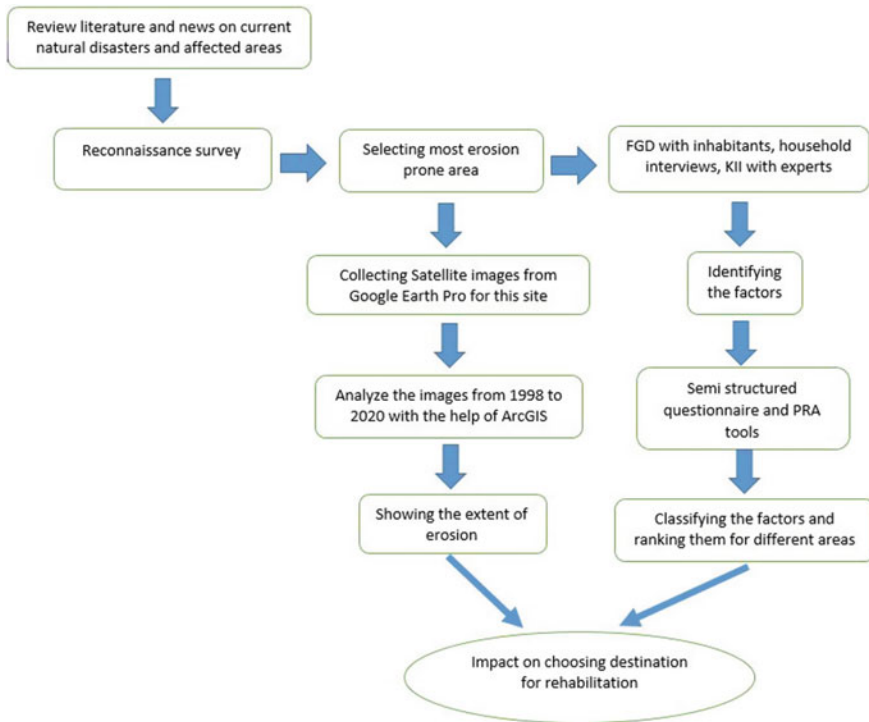 Review literature and news on current
natural disasters and affected areas
Reconnaissance survey
Selecting most erosion
prone area
FGD with inhabitants, household
interviews, KII with experts
Collecting Satellite images from
Google Earth Pro for this site
Identifying
the factors
Analyze the images from 1998 to
2020 with the help of ArcGIS
Semi structured
questionnaire and PRA
tools
Showing the extent of
erosion
Classifying the factors and
ranking them for different areas
Impact on choosing destination
for rehabilitation